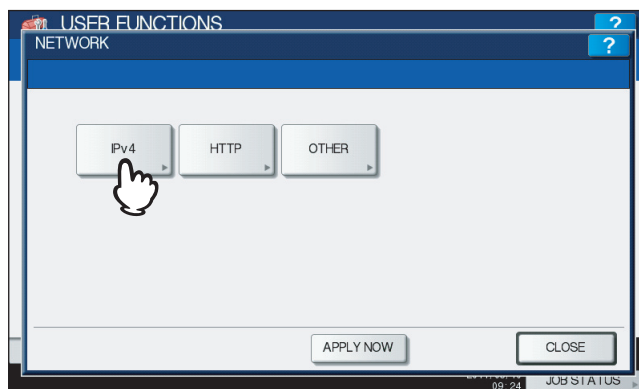 USER FUNCTIONS
?
NETWORK
?
IPv4
HTTP
OTHER
APPLY NOW
CLOSE
09:24
JOB STATUS